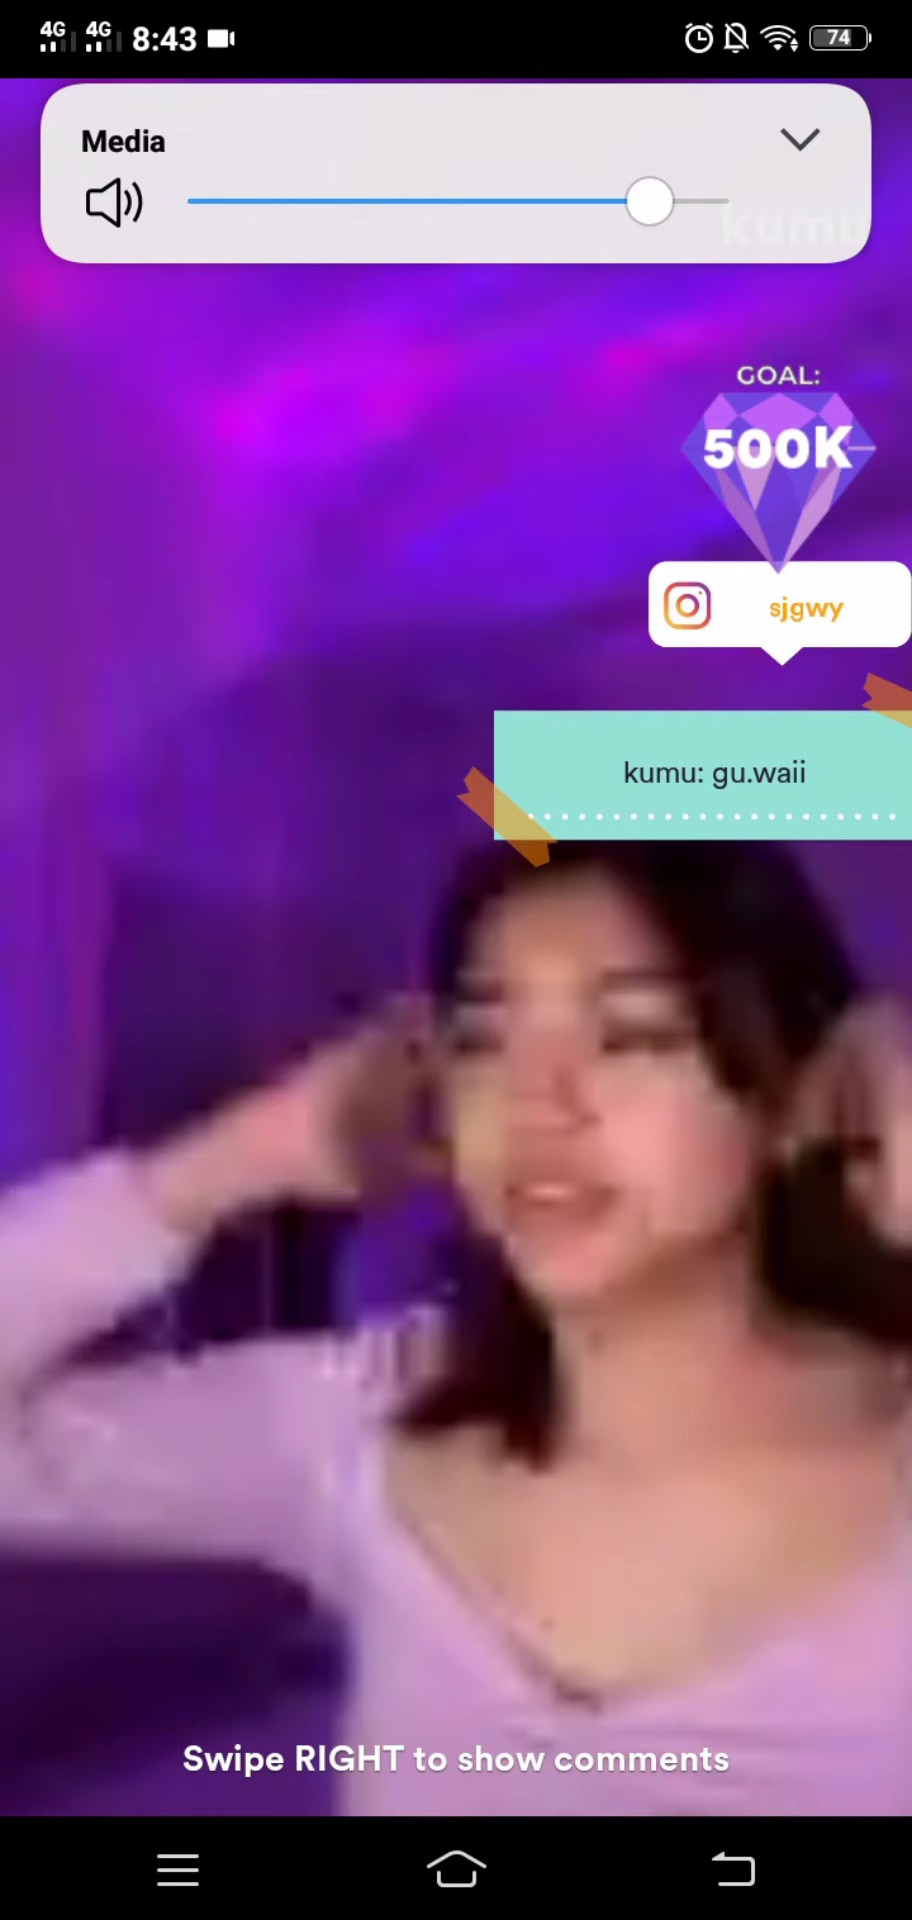 4G 4G 8:43 74
Media
kumu
GOAL:
500K
sjgwy
kumu: gu.waii
Swipe RIGHT to show comments